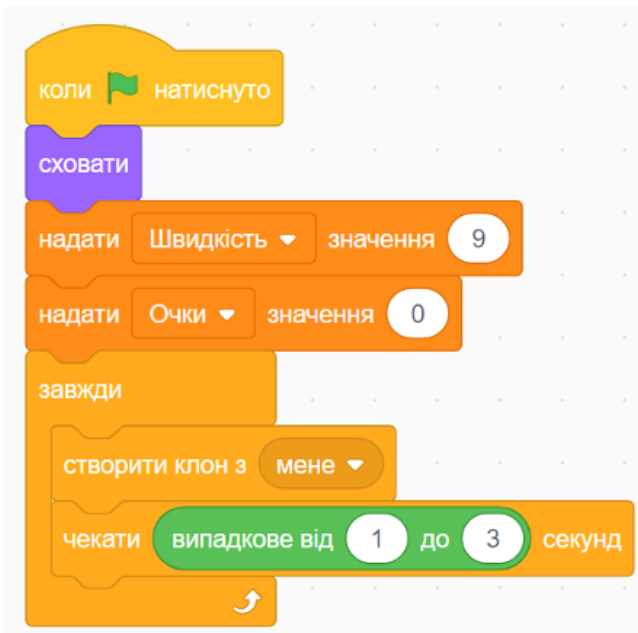 коли натиснуто
сховати
надати Швидкість значення 9
надати Очки значення 0
завжди
створити клон з мене
чекати випадкове від 1 до 3 секунд